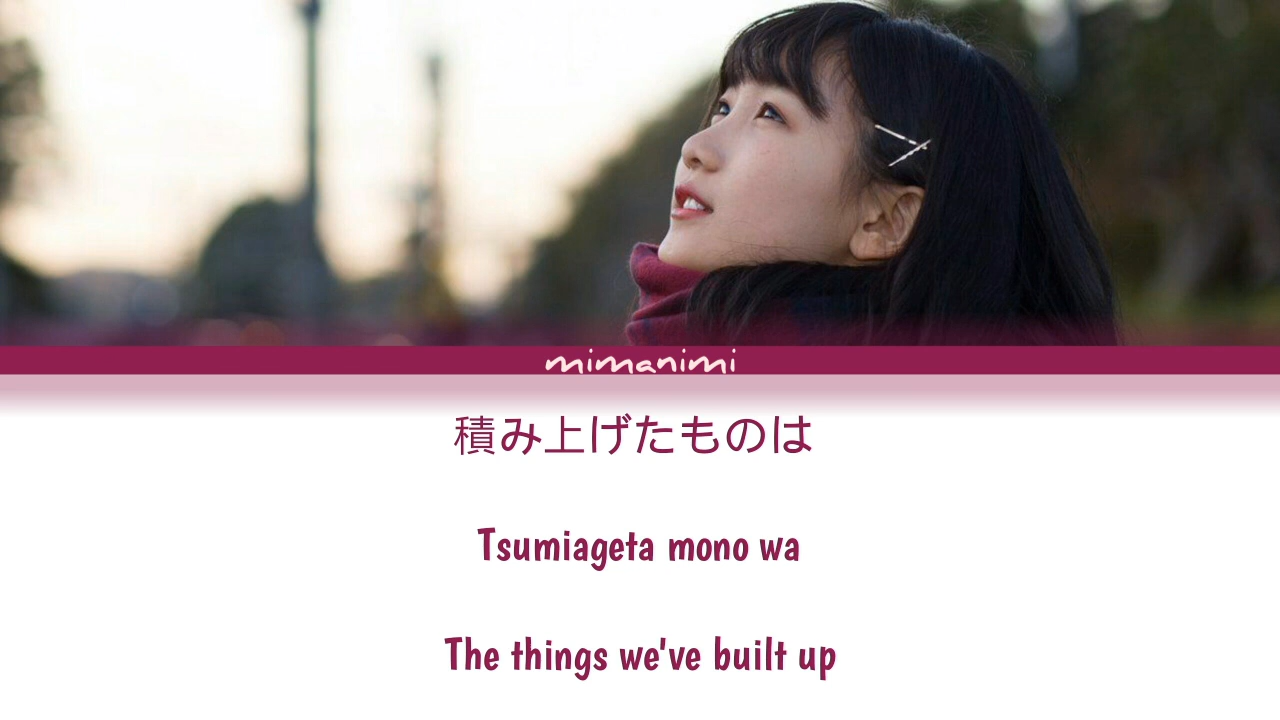 mimanimi
積み上げたものは
Tsumiageta mono wa
The things we've built up